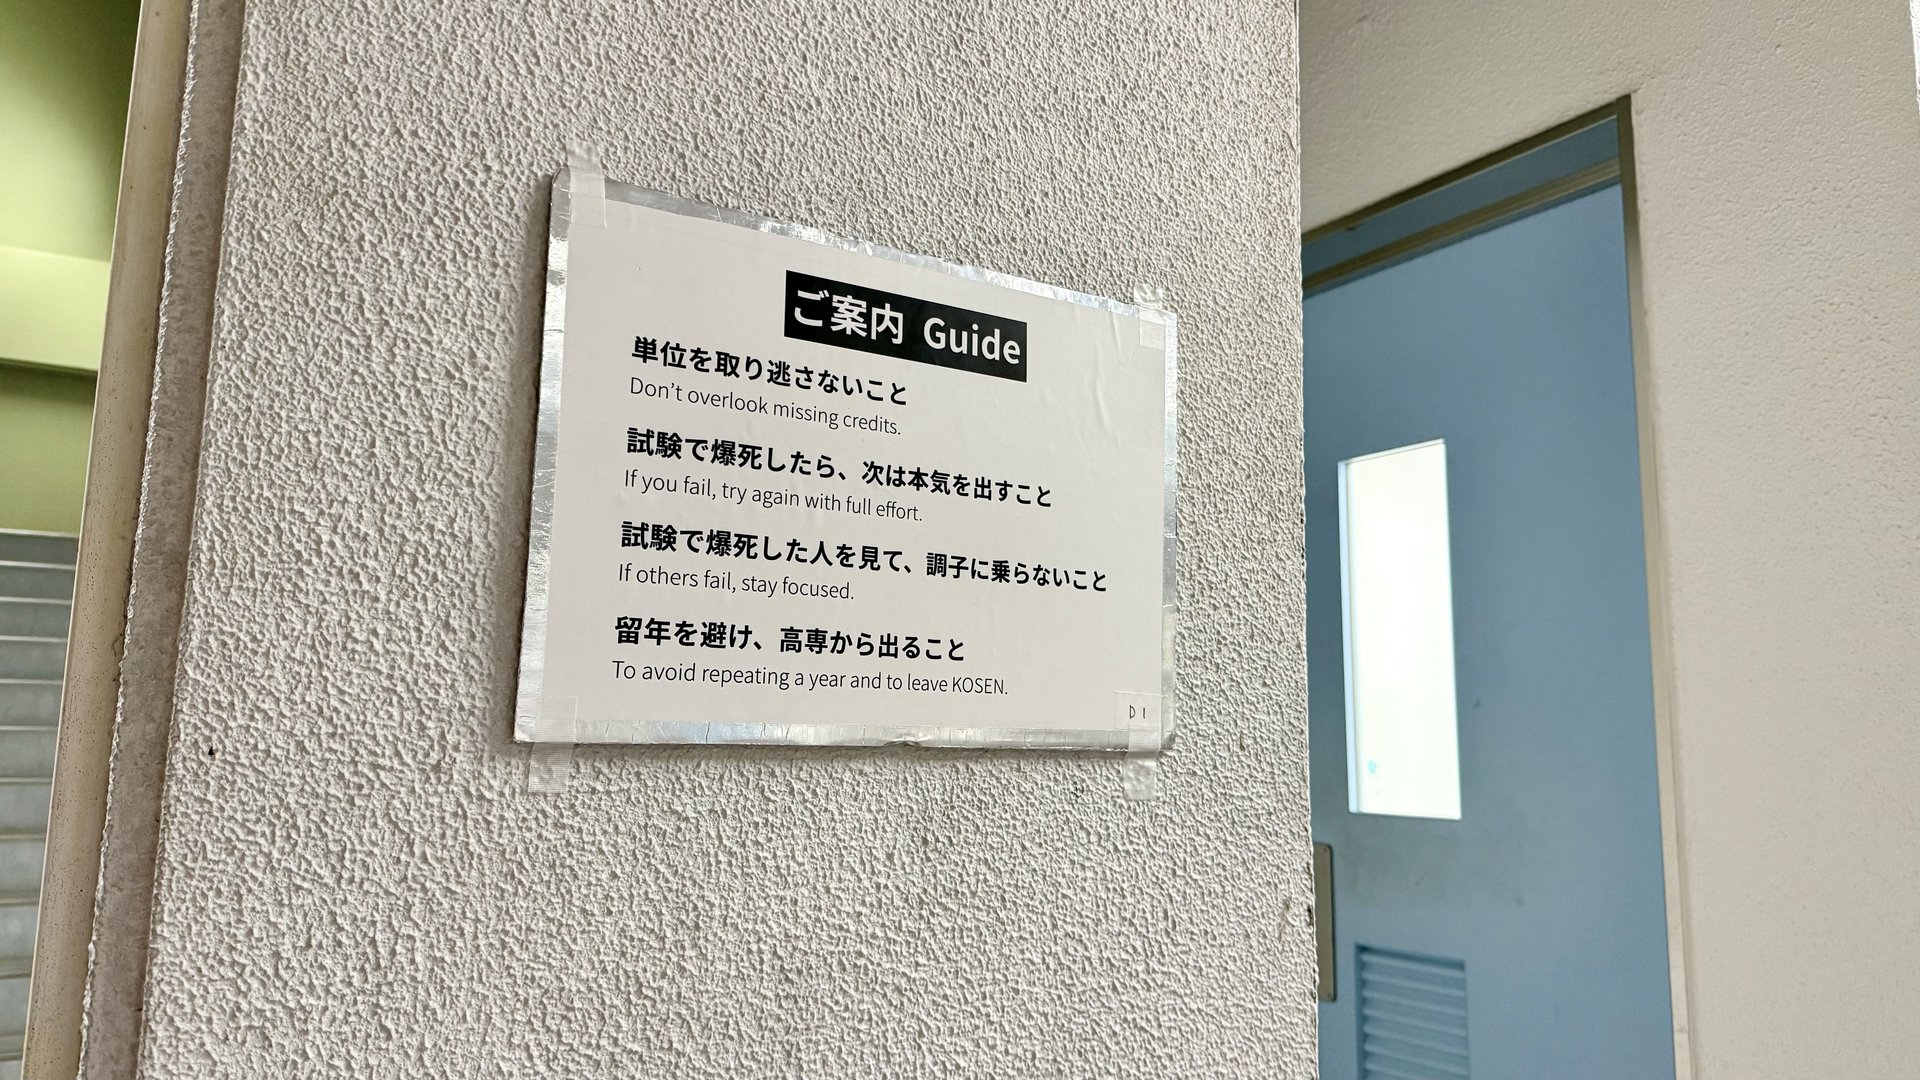 ご案内 Guide
単位を取り逃さないこと
Don't overlook missing credits.
試験で爆死したら、次は本気を出すこと
If you fail, try again with full effort.
試験で爆死した人を見て、調子に乗らないこと
If others fail, stay focused.
留年を避け、高専から出ること
To avoid repeating a year and to leave KOSEN.
D1